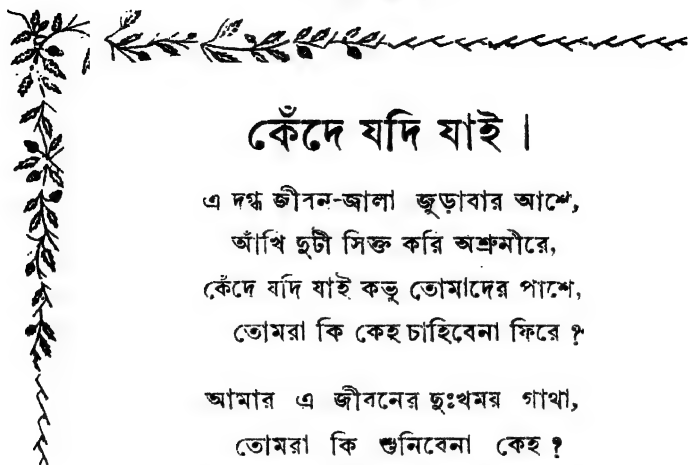 কেঁদে যদি যাই।
এ দগ্ধ জীবন-জ্বালা জুড়াবার আশে,
আঁখি দুটী সিক্ত করি অশ্রুনীরে,
কেঁদে যদি যাই কভু তোমাদের পাশে,
তোমরা কি কেহ চাহিবেনা ফিরে ?
আমার এ জীবনের দুঃখময় গাথা,
তোমরা কি শুনিবেনা কেহ ?